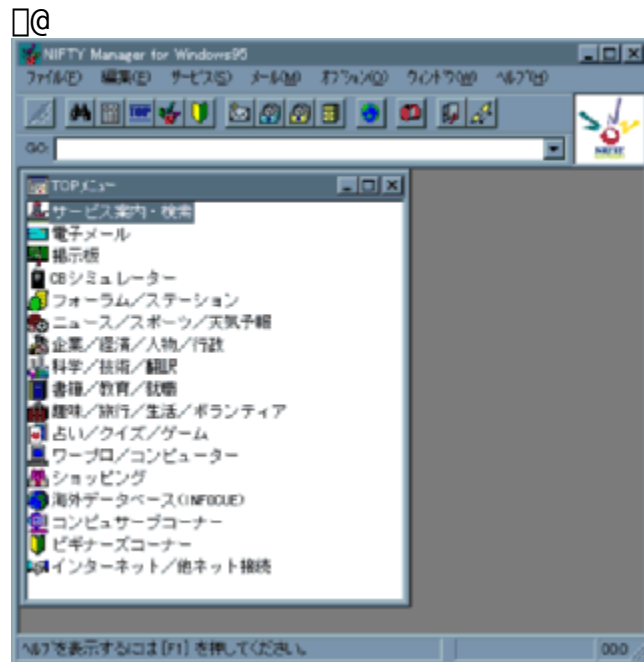 □@
NIFTY Manager for Windows95
ファイル(F) 編集(E) サービス(S) メール(M) オプション(O) ウィンドウ(W) ヘルプ(H)
TOP
NIFTY
GO:
TOPメニュー
サービス案内・検索
電子メール
掲示板
CBシミュレーター
フォーラム/ステーション
ニュース/スポーツ/天気予報
企業/経済/人物/行政
科学/技術/翻訳
書籍/教育/就職
趣味/旅行/生活/ボランティア
占い/クイズ/ゲーム
ワープロ/コンピューター
ショッピング
海外データベース(INFOCUE)
コンピュサーブコーナー
ビギナーズコーナー
インターネット/他ネット接続
ヘルプを表示するには [F1] を押してください。
000